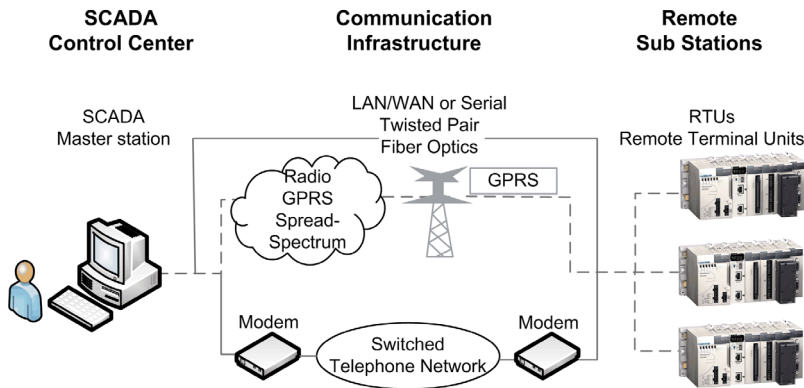 SCADA
Control Center
Communication
Infrastructure
Remote
Sub Stations
SCADA
Master station
LAN/WAN or Serial
Twisted Pair
Fiber Optics
RTUs
Remote Terminal Units
Radio
GPRS
Spread-
Spectrum
GPRS
Modem
Switched
Telephone Network
Modem